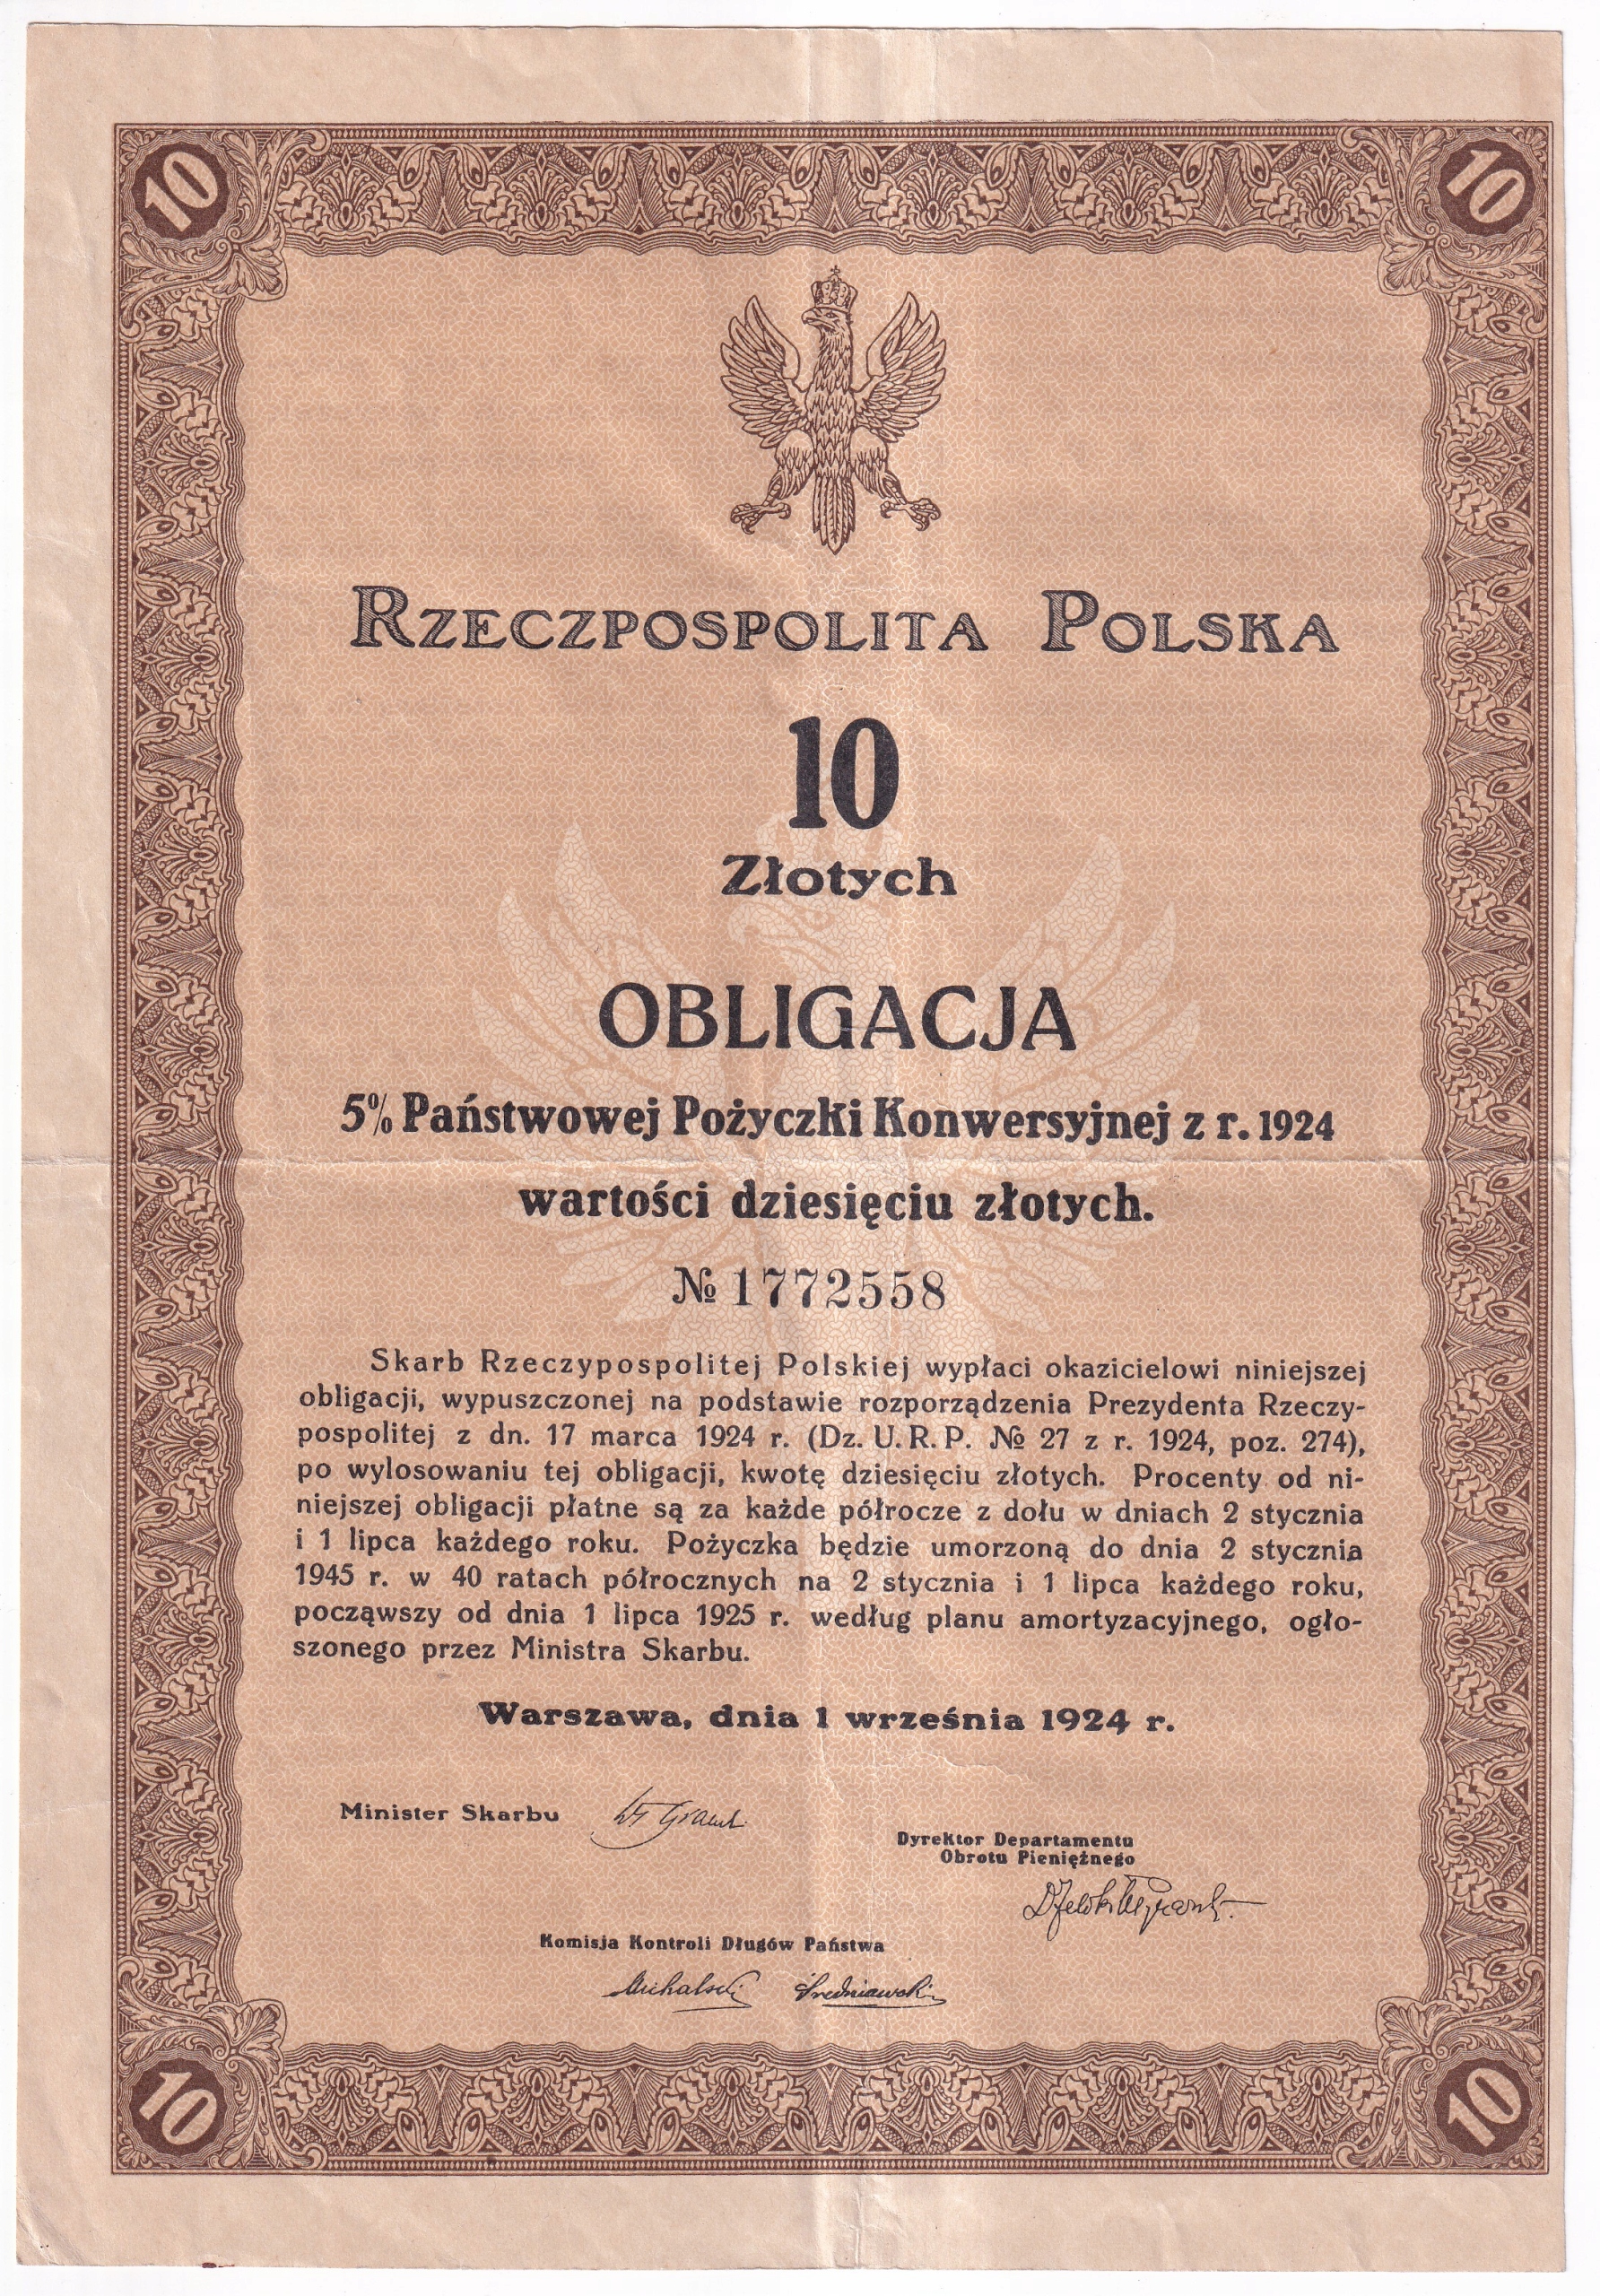 10 10
RZECZPOSPOLITA POLSKA
10
Złotych
OBLIGACJA
5% Państwowej Pożyczki Konwersyjnej z r. 1924
wartości dziesięciu złotych.
№ 1772558
Skarb Rzeczypospolitej Polskiej wypłaci okazicielowi niniejszej
obligacji, wypuszczonej na podstawie rozporządzenia Prezydenta Rzeczy-
pospolitej z dn. 17 marca 1924 r. (Dz. U. R. P. № 27 z r. 1924, poz. 274),
po wylosowaniu tej obligacji, kwotę dziesięciu złotych. Procenty od ni-
niejszej obligacji płatne są za każde półrocze z dołu w dniach 2 stycznia
i 1 lipca każdego roku. Pożyczka będzie umorzoną do dnia 2 stycznia
1945 r. w 40 ratach półrocznych na 2 stycznia i 1 lipca każdego roku,
począwszy od dnia 1 lipca 1925 r. według planu amortyzacyjnego, ogło-
szonego przez Ministra Skarbu.
Warszawa, dnia 1 września 1924 r.
Minister Skarbu
Dyrektor Departamentu
Obrotu Pieniężnego
Komisja Kontroli Długów Państwa
Michalski Średniawski
10 10